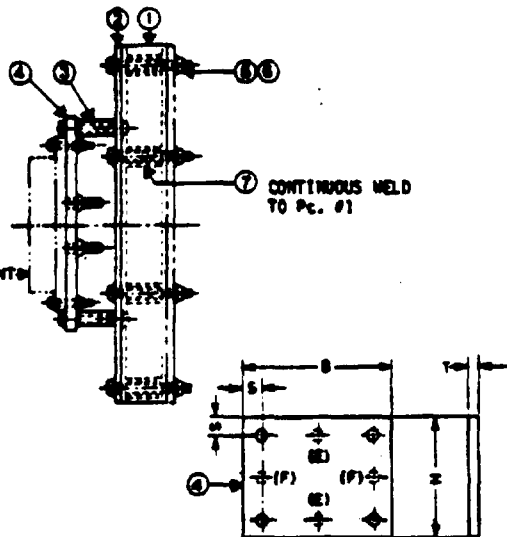 ② ①
④ ③ ⑤⑥
⑦ CONTINUOUS WELD
TO Pc. #1
B T
S
S
(E)
④ (F) (F) H
(E)